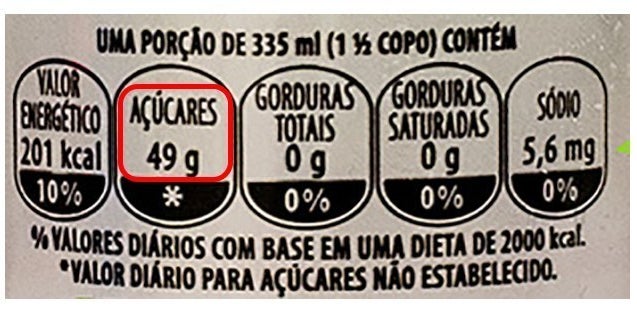 UMA PORÇÃO DE 335 ml (1 ½ COPO) CONTÉM
VALOR
ENERGÉTICO
201 kcal
10%
AÇÚCARES
49 g
*
GORDURAS
TOTAIS
0 g
0%
GORDURAS
SATURADAS
0 g
0%
SÓDIO
5,6 mg
0%
% VALORES DIÁRIOS COM BASE EM UMA DIETA DE 2000 kcal.
*VALOR DIÁRIO PARA AÇÚCARES NÃO ESTABELECIDO.